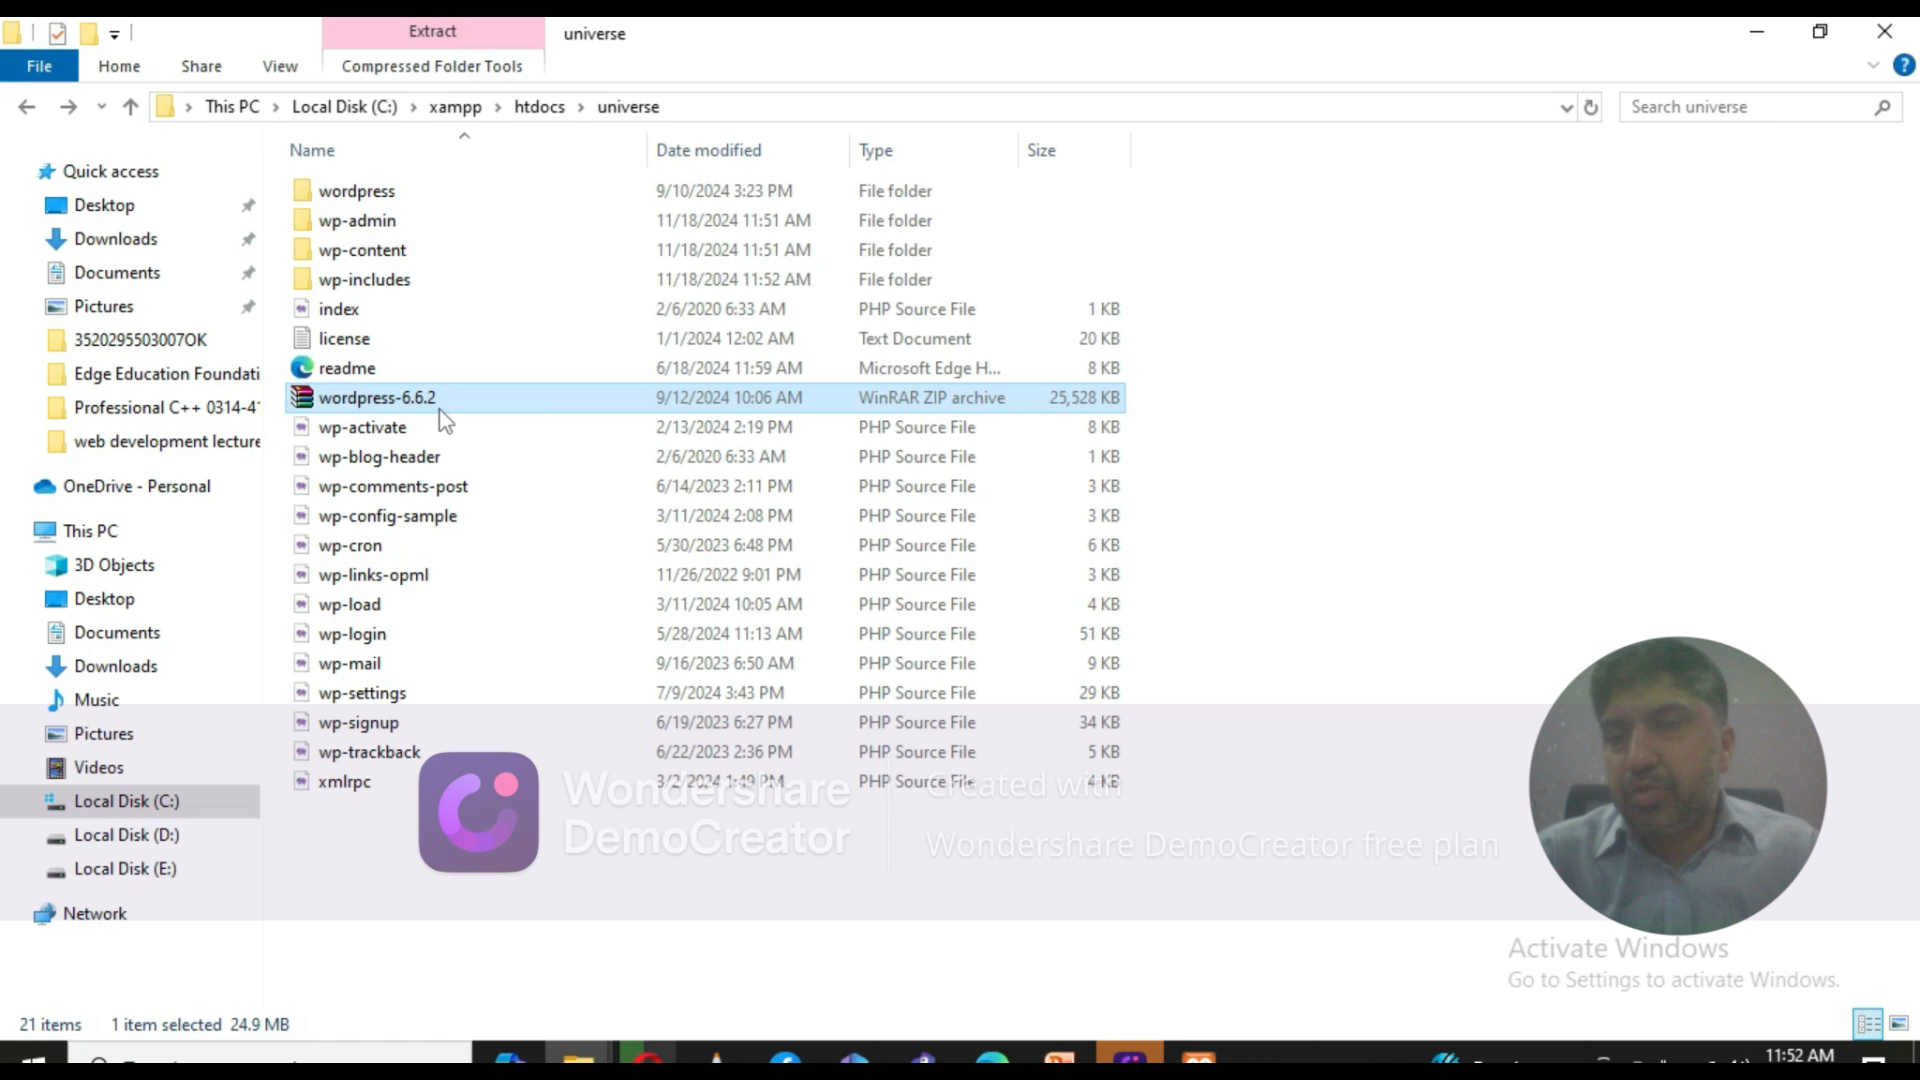 Extract
universe
File
Home
Share
View
Compressed Folder Tools
This PC
Local Disk (C:)
xampp
htdocs
universe
Search universe
Name
Date modified
Type
Size
Quick access
Desktop
Downloads
Documents
Pictures
3520295503007OK
Edge Education Foundati
Professional C++ 0314-4
web development lecture
OneDrive - Personal
This PC
3D Objects
Desktop
Documents
Downloads
Music
Pictures
Videos
Local Disk (C:)
Local Disk (D:)
Local Disk (E:)
Network
wordpress 9/10/2024 3:23 PM File folder
wp-admin 11/18/2024 11:51 AM File folder
wp-content 11/18/2024 11:51 AM File folder
wp-includes 11/18/2024 11:52 AM File folder
index 2/6/2020 6:33 AM PHP Source File 1 KB
license 1/1/2024 12:02 AM Text Document 20 KB
readme 6/18/2024 11:59 AM Microsoft Edge H... 8 KB
wordpress-6.6.2 9/12/2024 10:06 AM WinRAR ZIP archive 25,528 KB
wp-activate 2/13/2024 2:19 PM PHP Source File 8 KB
wp-blog-header 2/6/2020 6:33 AM PHP Source File 1 KB
wp-comments-post 6/14/2023 2:11 PM PHP Source File 3 KB
wp-config-sample 3/11/2024 2:08 PM PHP Source File 3 KB
wp-cron 5/30/2023 6:48 PM PHP Source File 6 KB
wp-links-opml 11/26/2022 9:01 PM PHP Source File 3 KB
wp-load 3/11/2024 10:05 AM PHP Source File 4 KB
wp-login 5/28/2024 11:13 AM PHP Source File 51 KB
wp-mail 9/16/2023 6:50 AM PHP Source File 9 KB
wp-settings 7/9/2024 3:43 PM PHP Source File 29 KB
wp-signup 6/19/2023 6:27 PM PHP Source File 34 KB
wp-trackback 6/22/2023 2:36 PM PHP Source File 5 KB
xmlrpc 3/2/2024 1:49 PM PHP Source File 4 KB
Wondershare
DemoCreator
Created with
Wondershare DemoCreator free plan
Activate Windows
Go to Settings to activate Windows.
21 items
1 item selected 24.9 MB
11:52 AM